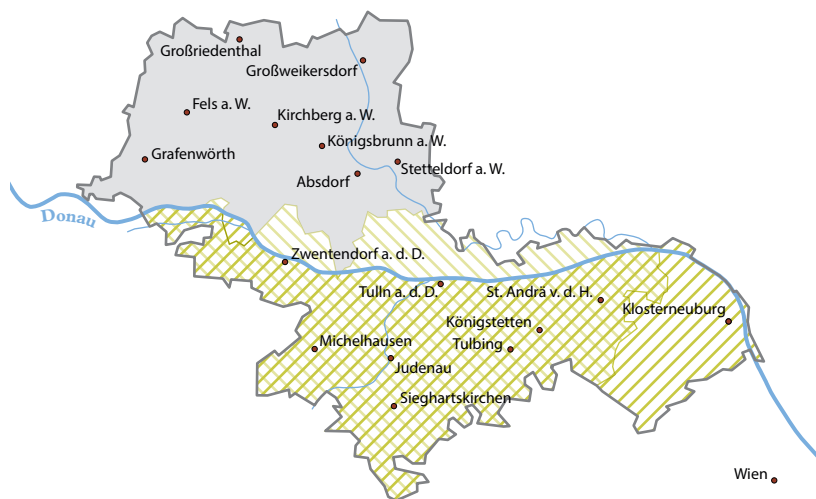 Großriedenthal
Großweikersdorf
Fels a. W.
Kirchberg a. W.
Königsbrunn a. W.
Grafenwörth
Stetteldorf a. W.
Absdorf
Donau
Zwentendorf a. d. D.
Tulln a. d. D.
St. Andrä v. d. H.
Klosterneuburg
Königstetten
Michelhausen
Tulbing
Judenau
Sieghartskirchen
Wien